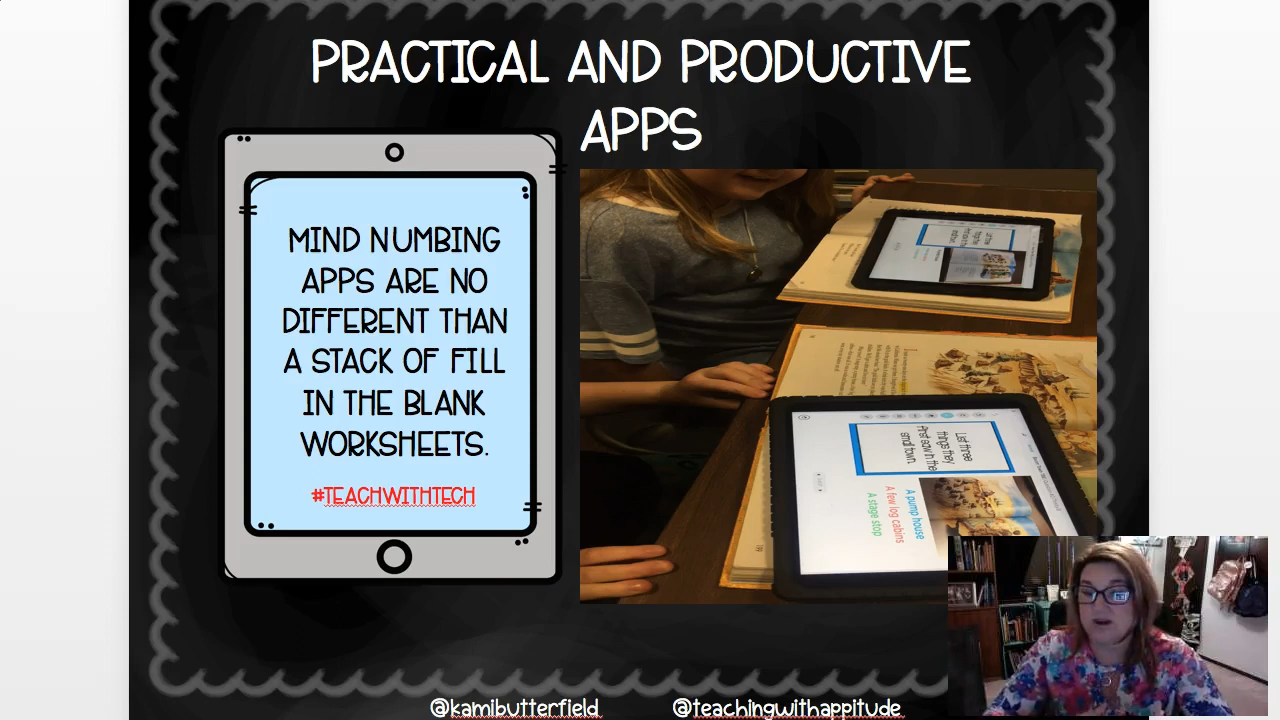 PRACTICAL AND PRODUCTIVE
APPS
MIND NUMBING
APPS ARE NO
DIFFERENT THAN
A STACK OF FILL
IN THE BLANK
WORKSHEETS.
#TEACHWITHTECH
List three
things they
first saw in the
small town.
A pump house
A few log cabins
A stage stop
@kamibutterfield
@teachingwithappitude